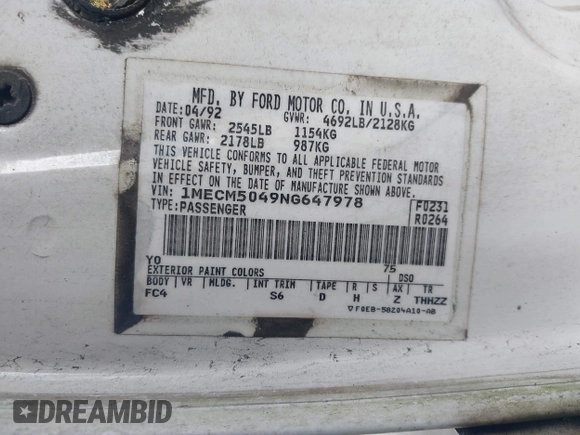 MFD. BY FORD MOTOR CO. IN U.S.A.
DATE: 04/92 GVWR: 4692LB/2128KG
FRONT GAWR: 2545LB 1154KG
REAR GAWR: 2178LB 987KG
THIS VEHICLE CONFORMS TO ALL APPLICABLE FEDERAL MOTOR
VEHICLE SAFETY, BUMPER, AND THEFT PREVENTION STANDARDS
IN EFFECT ON THE DATE OF MANUFACTURE SHOWN ABOVE.
VIN: 1MECM5049NG647978
TYPE: PASSENGER
F0231
R0264
YO 75
EXTERIOR PAINT COLORS DSO
BODY VR MLDG. INT TRIM TAPE R S AX TR
FC4 S6 D H Z THHZZ
▽F0EB-58204A10-AB
DREAMBID